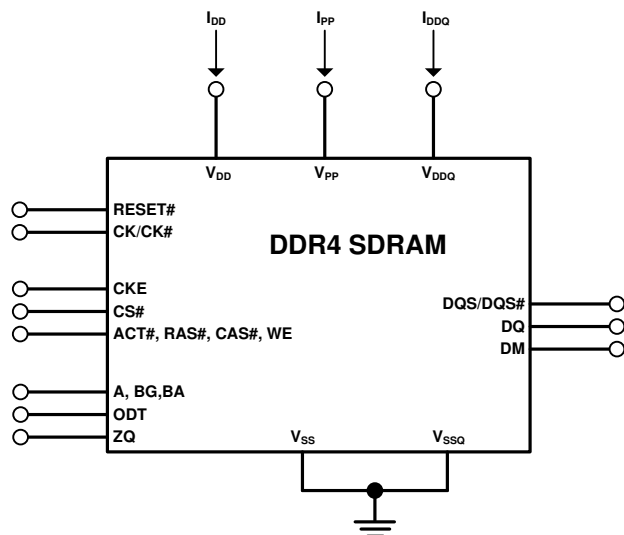 IDD IPP IDDQ
VDD VPP VDDQ
RESET#
CK/CK#
DDR4 SDRAM
CKE
CS#
ACT#, RAS#, CAS#, WE
DQS/DQS#
DQ
DM
A, BG,BA
ODT
ZQ
VSS VSSQ